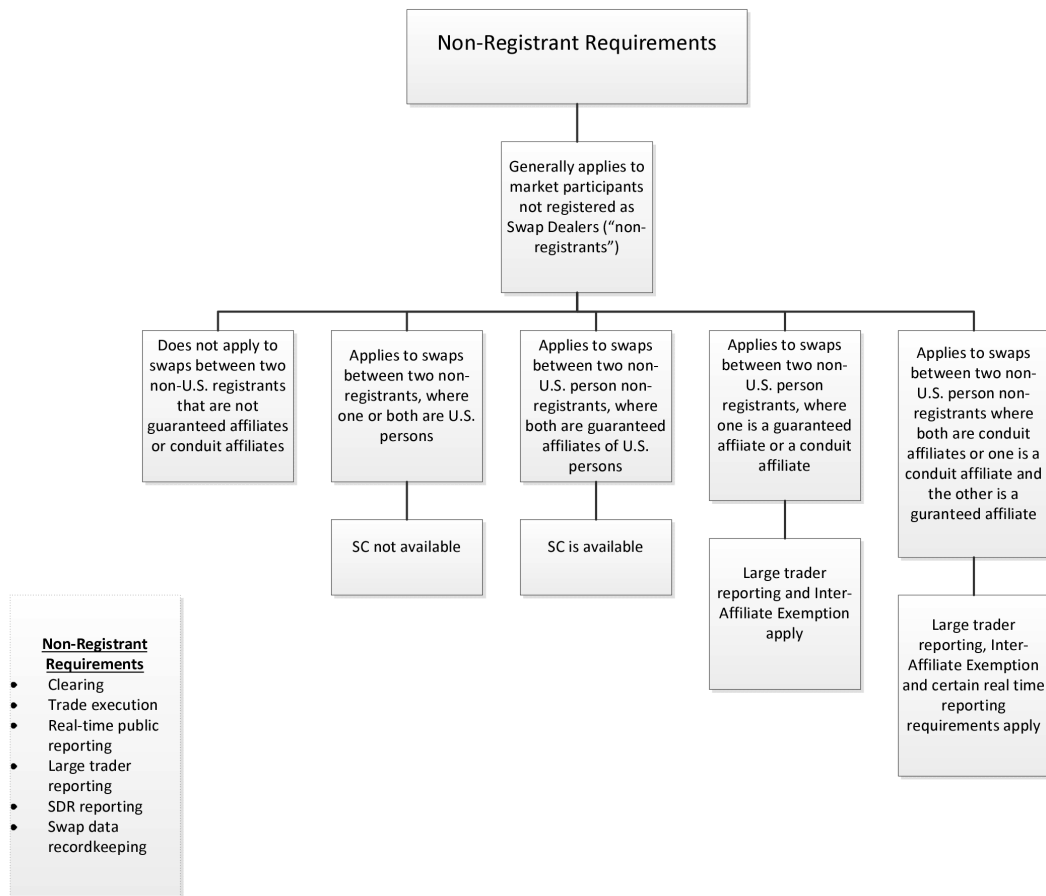 Non-Registrant Requirements
Generally applies to
market participants
not registered as
Swap Dealers (“non-
registrants”)
Does not apply to
swaps between two
non-U.S. registrants
that are not
guaranteed affiliates
or conduit affiliates
Applies to swaps
between two non-
registrants, where
one or both are U.S.
persons
Applies to swaps
between two non-
U.S. person non-
registrants, where
both are guaranteed
affiliates of U.S.
persons
Applies to swaps
between two non-
U.S. person
registrants, where
one is a guaranteed
affiiate or a conduit
affiliate
Applies to swaps
between two non-
U.S. person non-
registrants where
both are conduit
affiliates or one is a
conduit affiliate and
the other is a
guranteed affiliate
SC not available
SC is available
Large trader
reporting and Inter-
Affiliate Exemption
apply
Large trader
reporting, Inter-
Affiliate Exemption
and certain real time
reporting
requirements apply
Non-Registrant
Requirements
• Clearing
• Trade execution
• Real-time public
reporting
• Large trader
reporting
• SDR reporting
• Swap data
recordkeeping